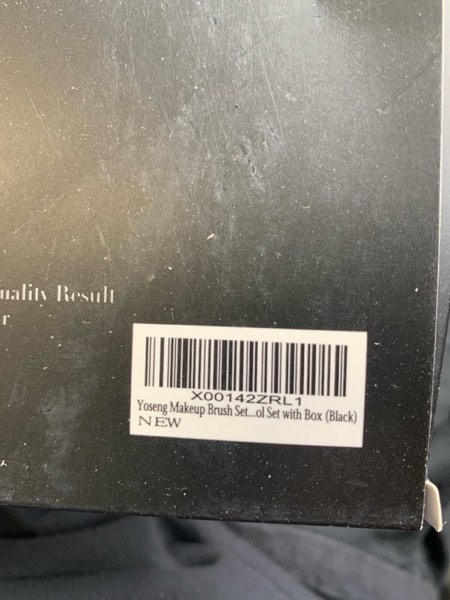 uality Result
r
X00142ZRL1
Yoseng Makeup Brush Set...ol Set with Box (Black)
NEW